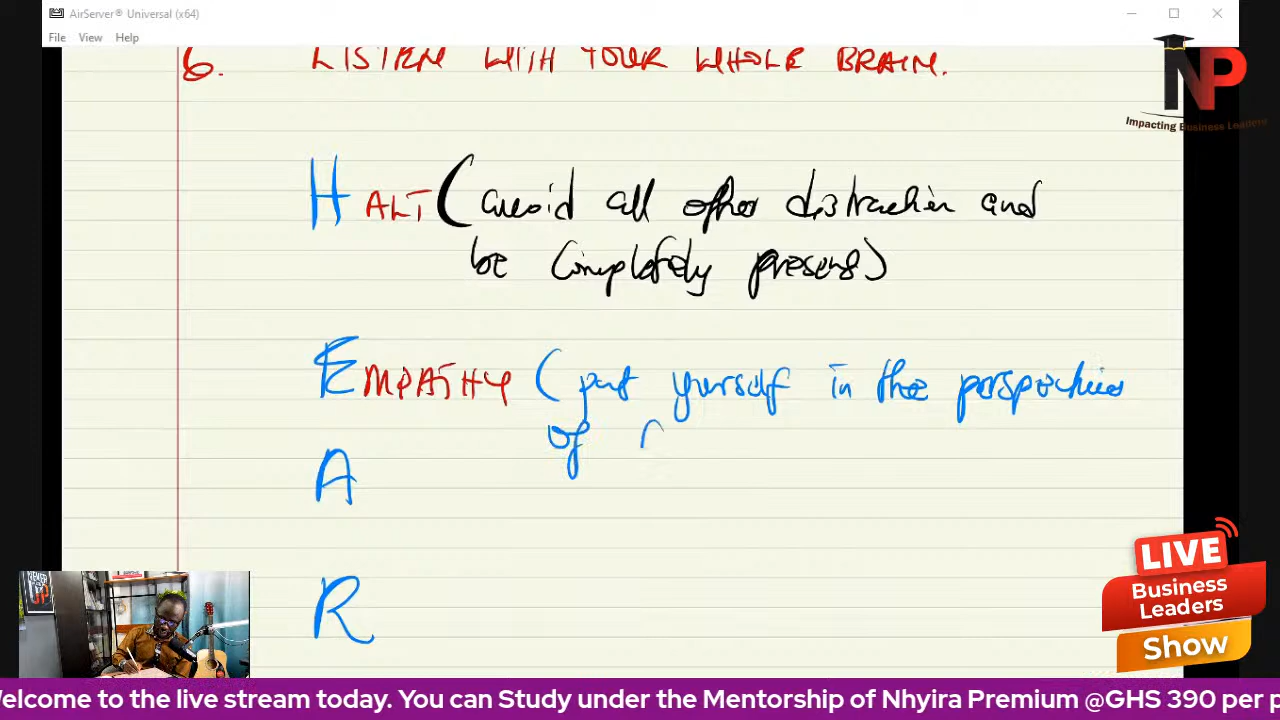 AirServer® Universal (x64)
File View Help
6. LISTEN WITH YOUR WHOLE BRAIN.
NP
Impacting Business Leaders
HALT (avoid all other distraction and
be completely present)
EMPATHY (put yourself in the perspective
of
A
R
LIVE
Business
Leaders
Show
Welcome to the live stream today. You can Study under the Mentorship of Nhyira Premium @GHS 390 per p